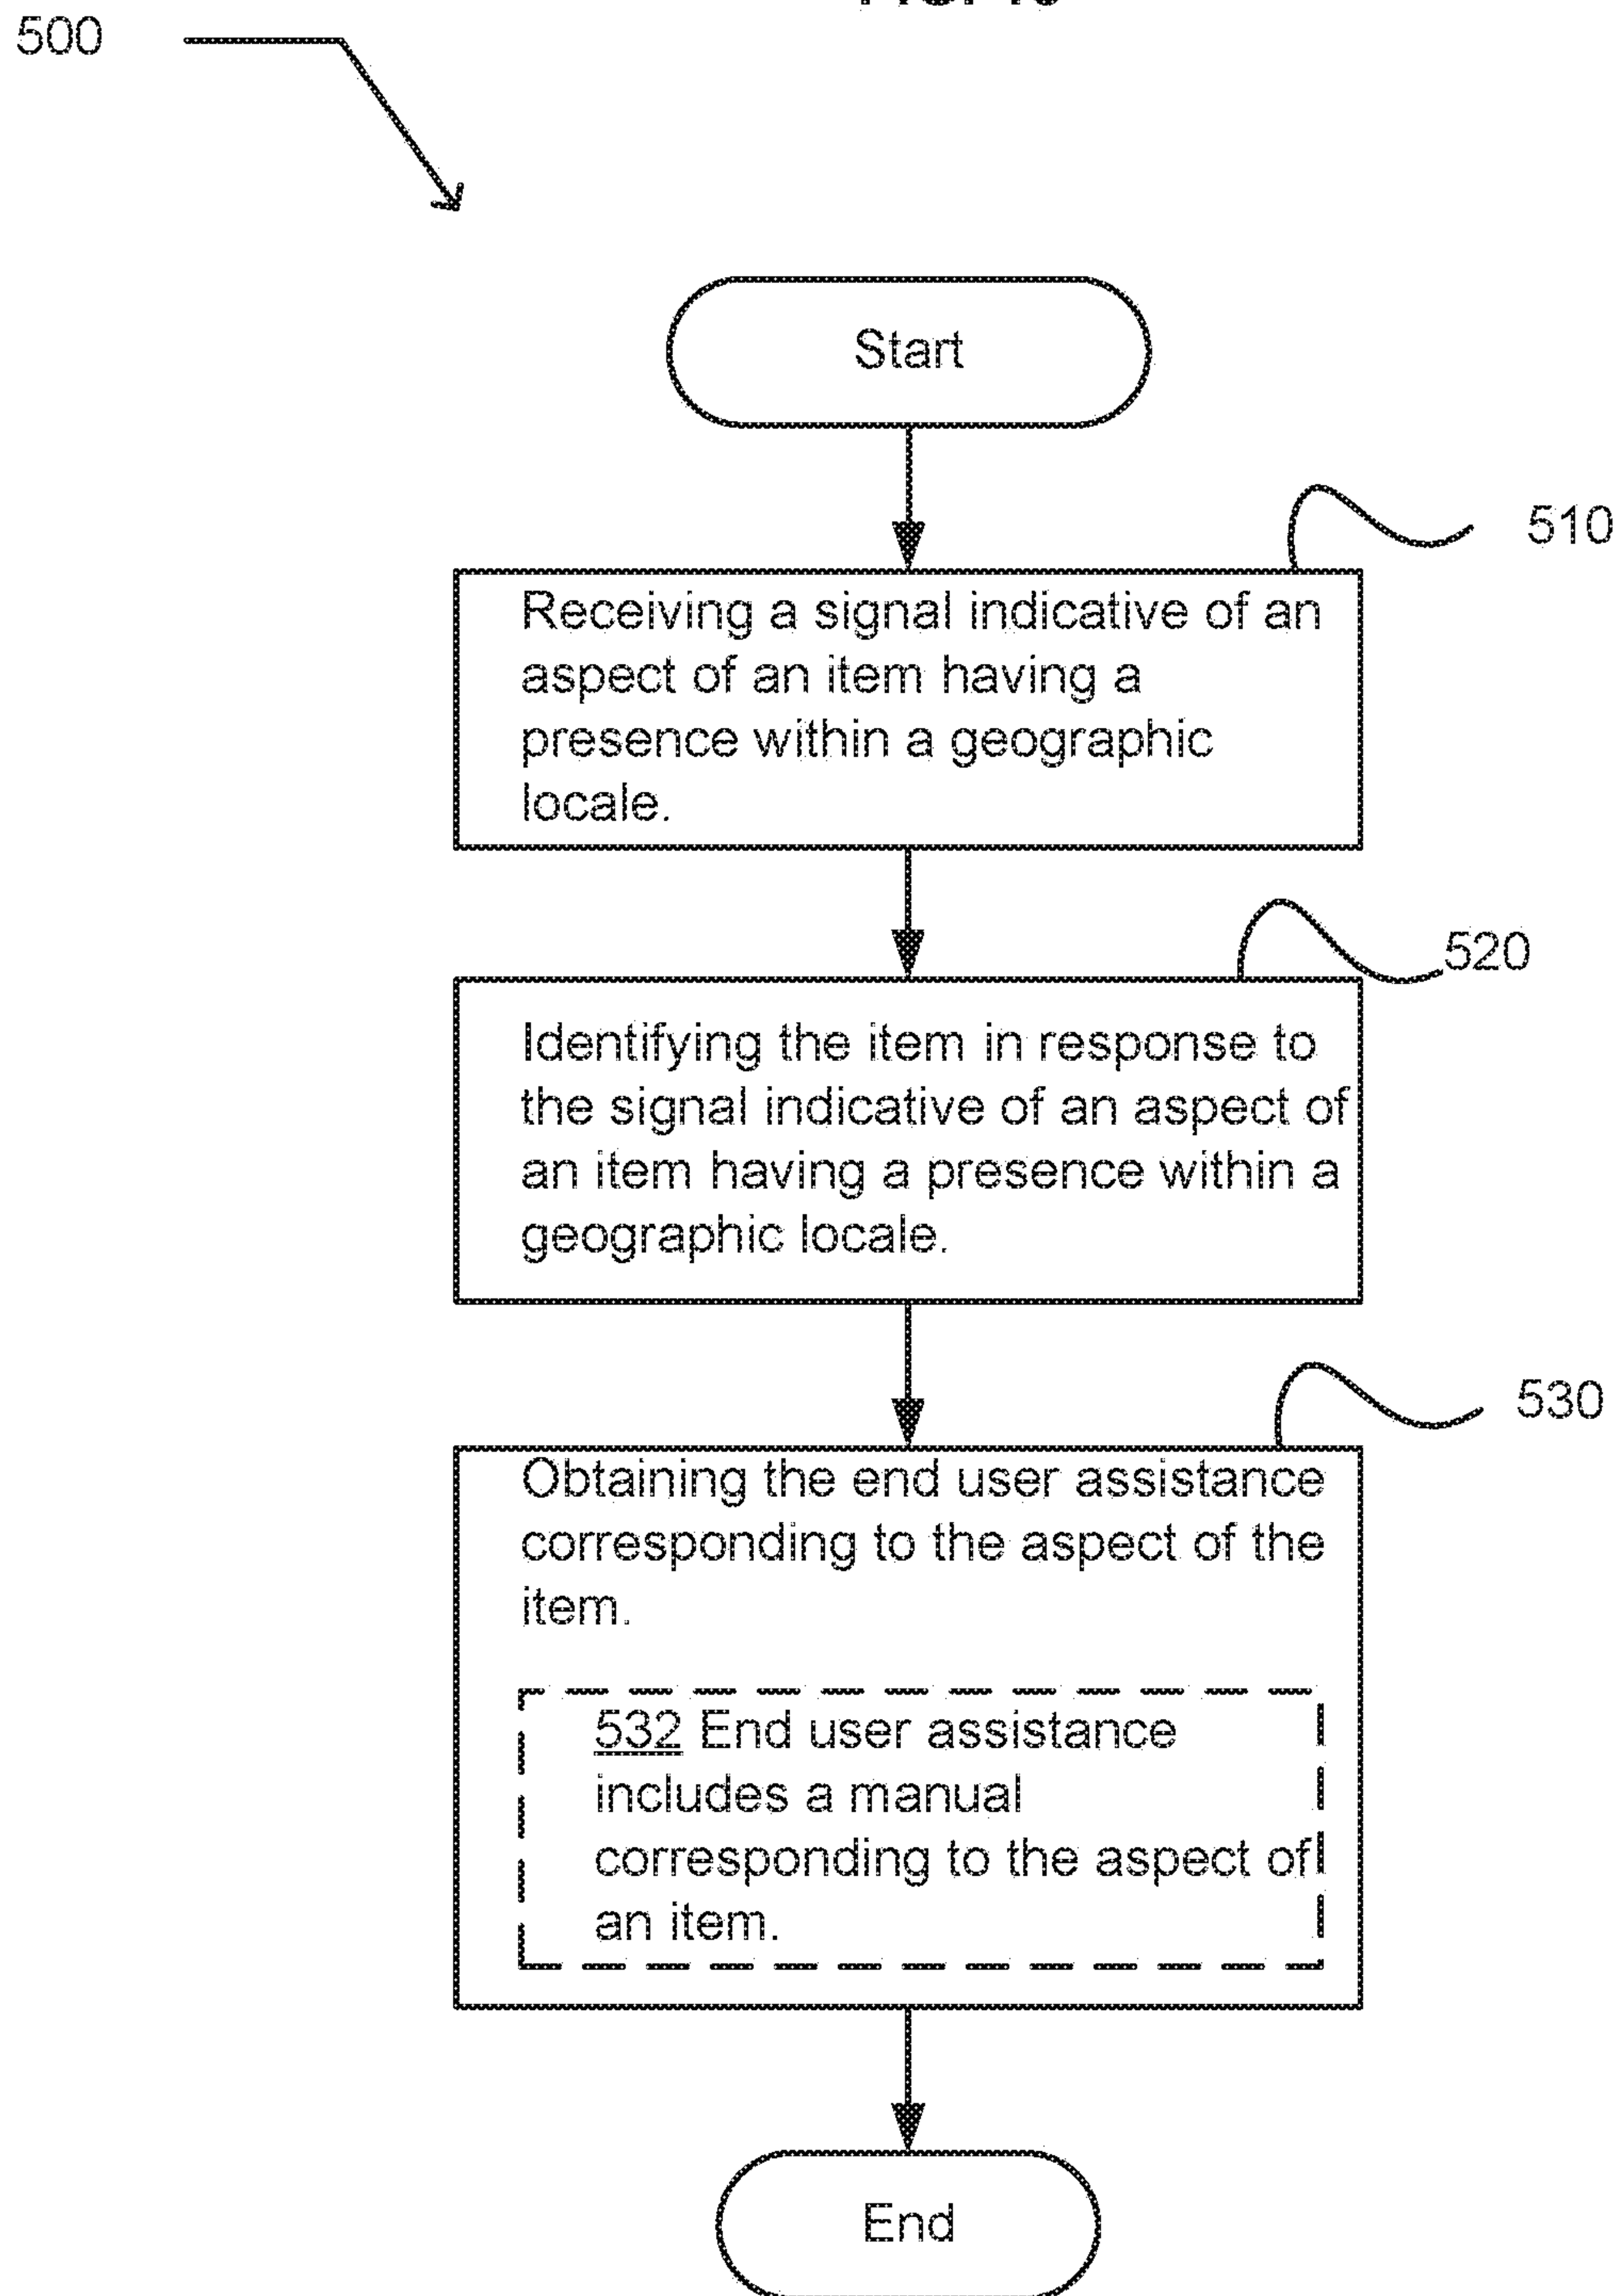 500
Start
510
Receiving a signal indicative of an
aspect of an item having a
presence within a geographic
locale.
520
Identifying the item in response to
the signal indicative of an aspect of
an item having a presence within a
geographic locale.
530
Obtaining the end user assistance
corresponding to the aspect of the
item.
532 End user assistance
includes a manual
corresponding to the aspect of
an item.
End